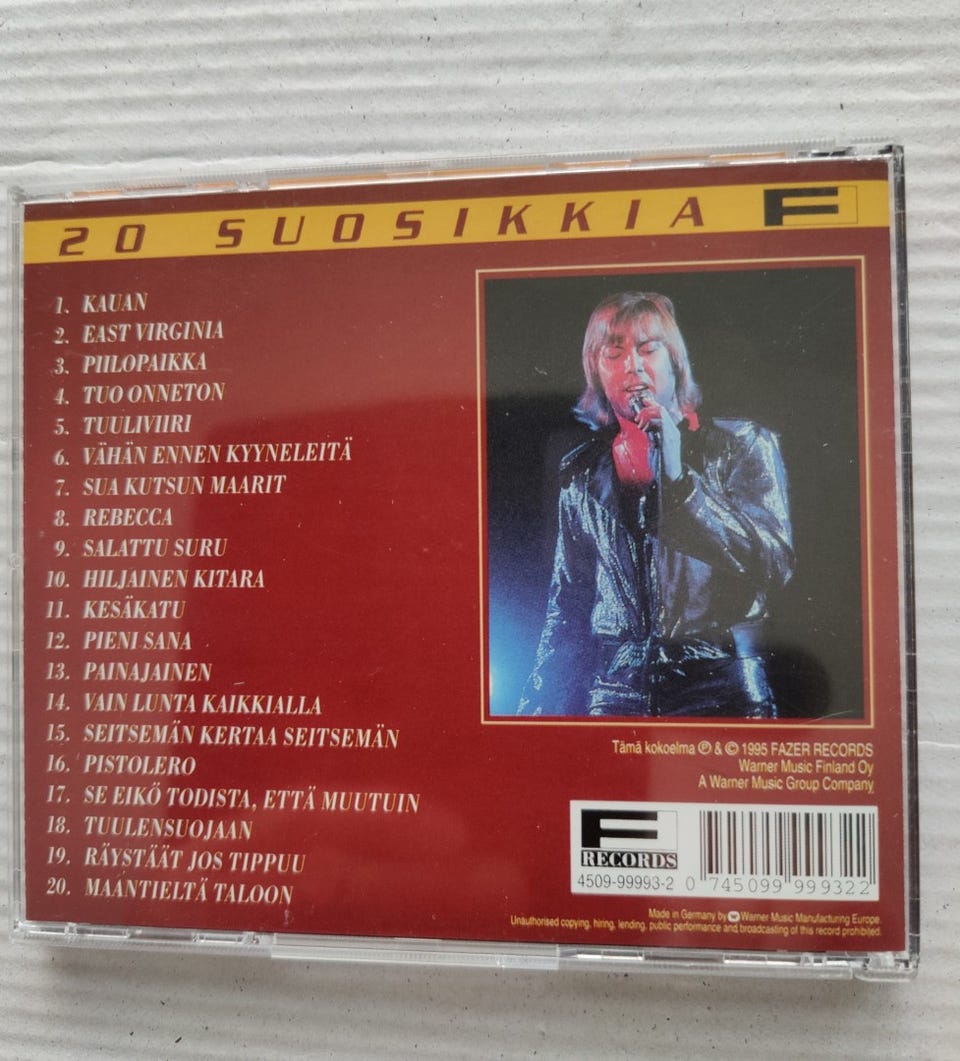 20 SUOSIKKIA F
1. KAUAN
2. EAST VIRGINIA
3. PIILOPAIKKA
4. TUO ONNETON
5. TUULIVIIRI
6. VÄHÄN ENNEN KYYNELEITÄ
7. SUA KUTSUN MAARIT
8. REBECCA
9. SALATTU SURU
10. HILJAINEN KITARA
11. KESÄKATU
12. PIENI SANA
13. PAINAJAINEN
14. VAIN LUNTA KAIKKIALLA
15. SEITSEMÄN KERTAA SEITSEMÄN
16. PISTOLERO
17. SE EIKÖ TODISTA, ETTÄ MUUTUIN
18. TUULENSUOJAAN
19. RÄYSTÄÄT JOS TIPPUU
20. MAANTIELTÄ TALOON
Tämä kokoelma ℗ & © 1995 FAZER RECORDS
Warner Music Finland Oy
A Warner Music Group Company
F
RECORDS
4509-99993-2
0 745099 999322
Made in Germany by Warner Music Manufacturing Europe.
Unauthorised copying, hiring, lending, public performance and broadcasting of this record prohibited.